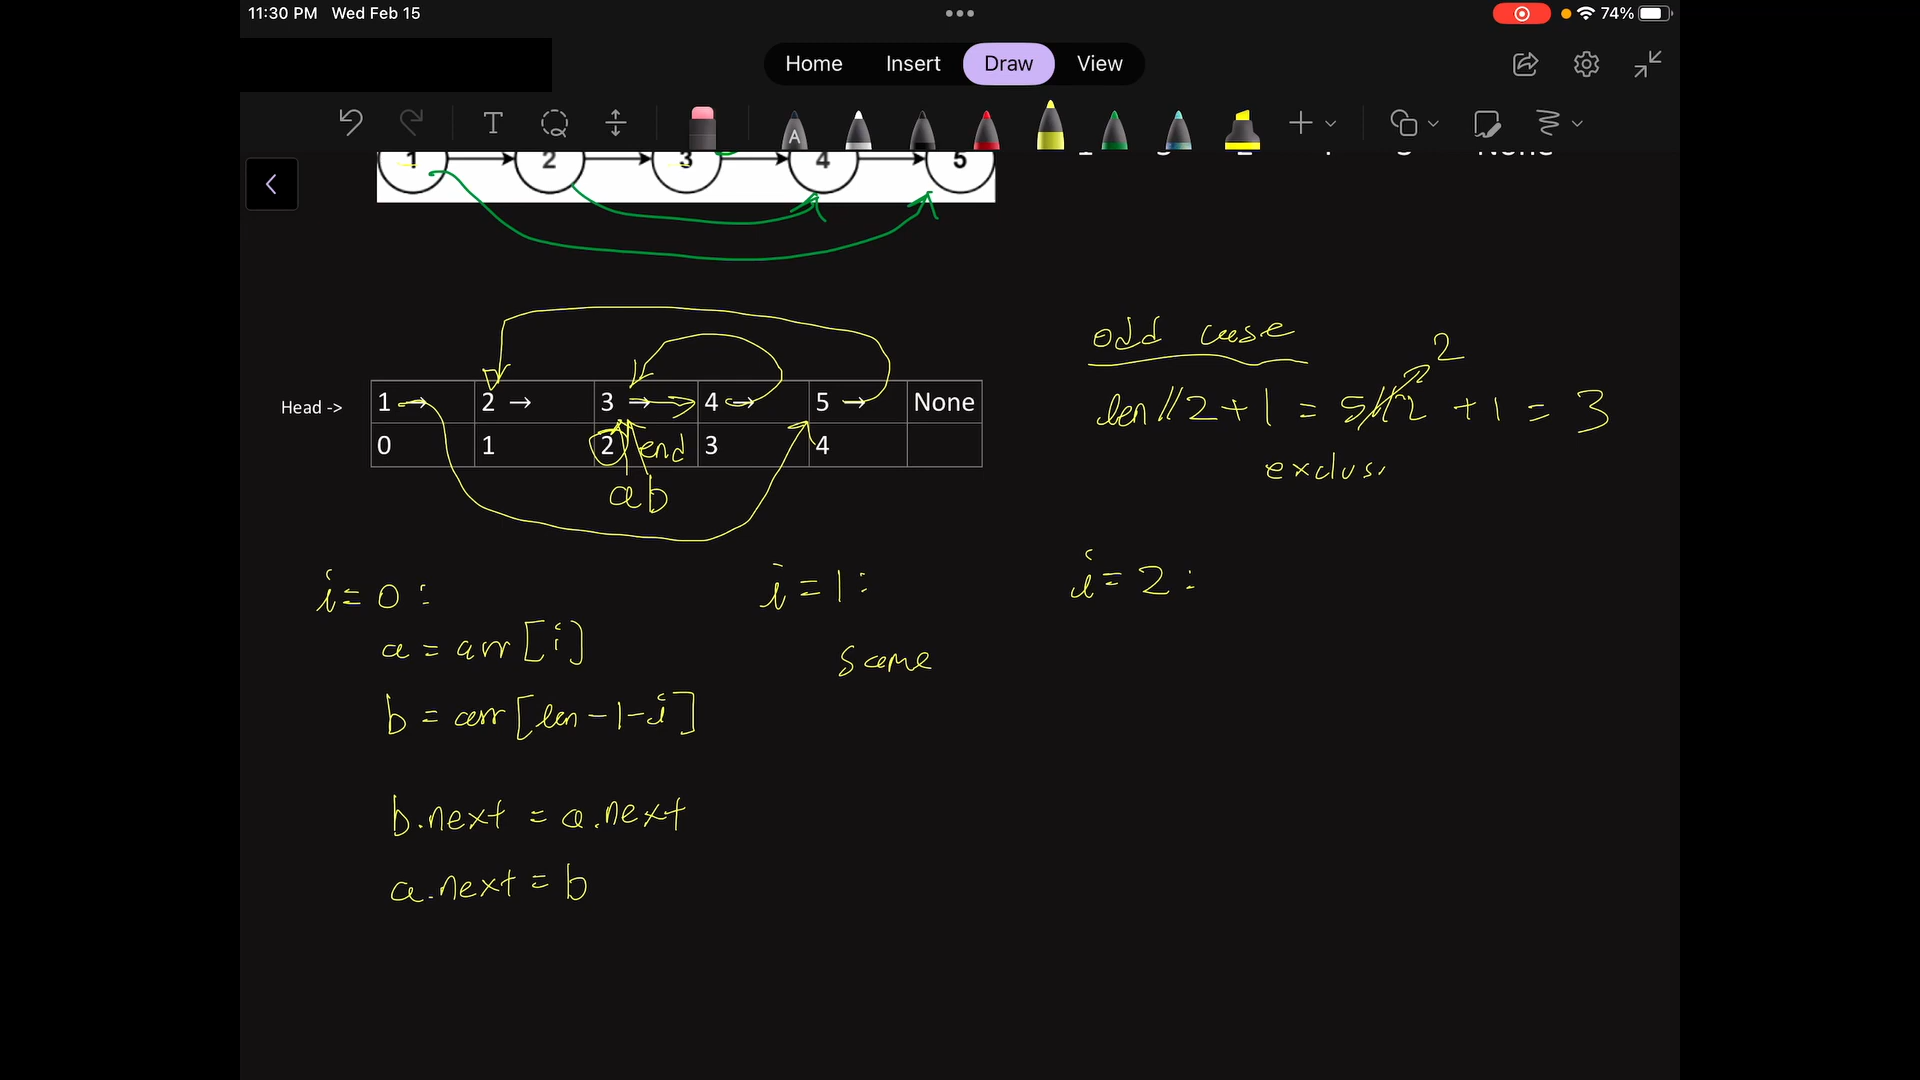 11:30 PM Wed Feb 15
74%
Home Insert Draw View
T
A
1 2 3 4 5
odd case
2
len//2+1 = 5//2 +1 = 3
exclusi
Head -> 1 → 2 → 3 → 4 → 5 → None
0 1 2 end 3 4
a b
i=0: i=1: i=2:
a = arr[i]
same
b = arr[len-1-i]
b.next = a.next
a.next = b